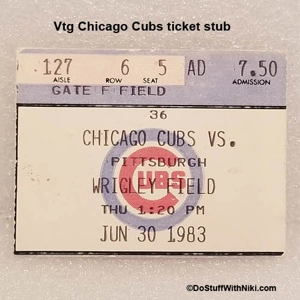 Vtg Chicago Cubs ticket stub
127 6 5 AD 7.50
AISLE ROW SEAT ADMISSION
GATE F FIELD
36
CHICAGO CUBS VS.
PITTSBURGH
CUBS
WRIGLEY FIELD
THU 1:20 PM
JUN 30 1983
©DoStuffWithNiki.com